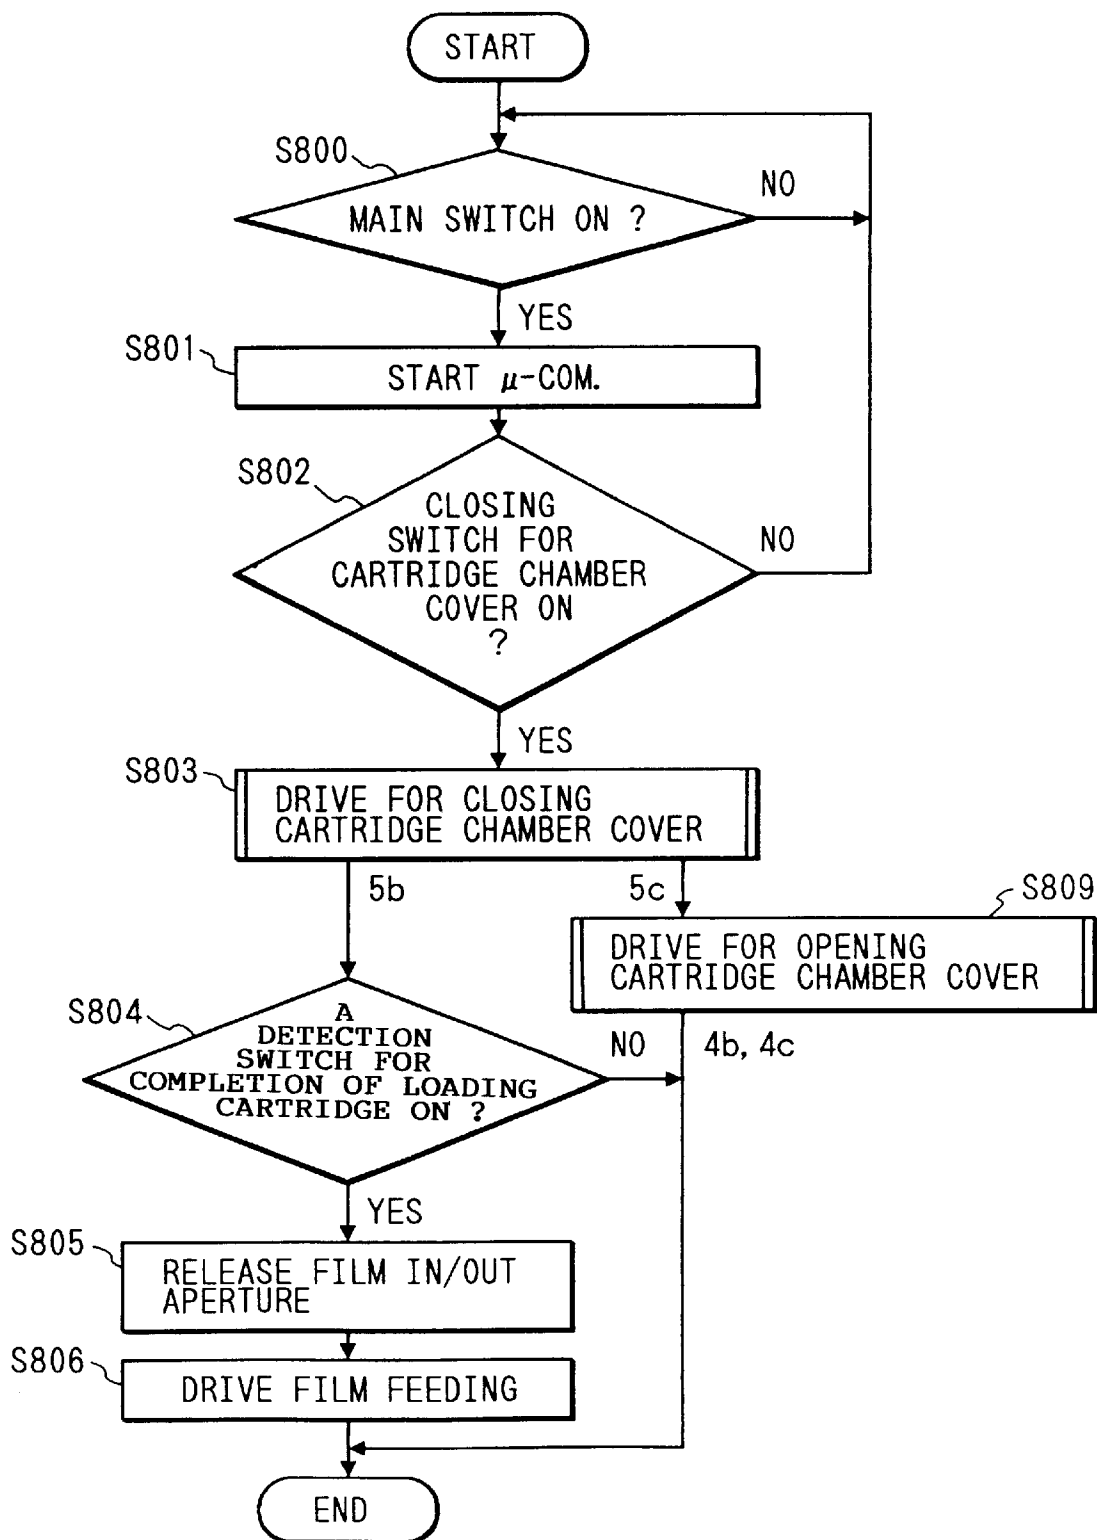 START
S800
NO
MAIN SWITCH ON ?
YES
S801
START μ-COM.
S802
CLOSING
SWITCH FOR
CARTRIDGE CHAMBER
COVER ON
?
NO
YES
S803
DRIVE FOR CLOSING
CARTRIDGE CHAMBER COVER
5b
5c
S809
DRIVE FOR OPENING
CARTRIDGE CHAMBER COVER
S804
A
DETECTION
SWITCH FOR
COMPLETION OF LOADING
CARTRIDGE ON ?
NO
4b, 4c
YES
S805
RELEASE FILM IN/OUT
APERTURE
S806
DRIVE FILM FEEDING
END